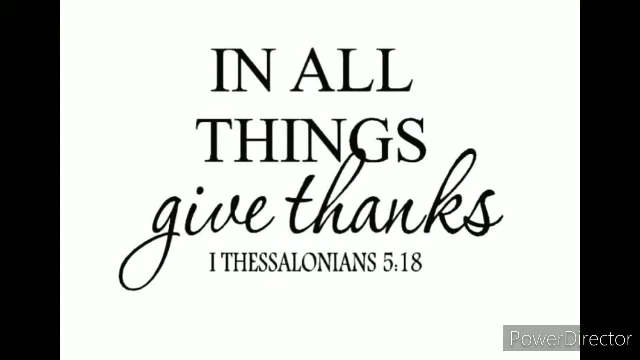 IN ALL
THINGS
give thanks
I THESSALONIANS 5:18
PowerDirector